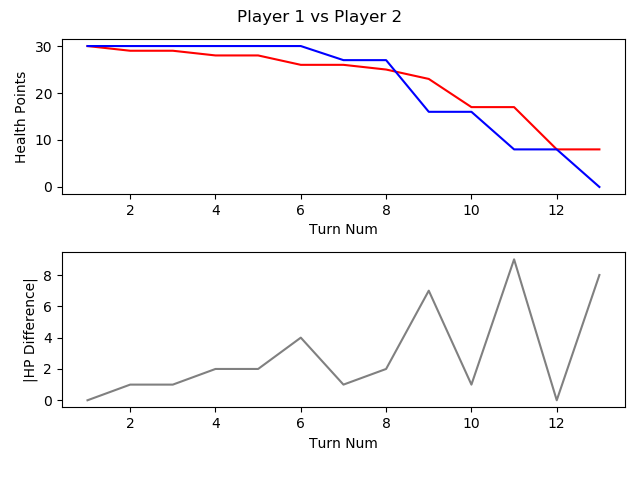 Player 1 vs Player 2
30
20
10
0
Health Points
2 4 6 8 10 12
Turn Num
8
6
4
2
0
|HP Difference|
2 4 6 8 10 12
Turn Num